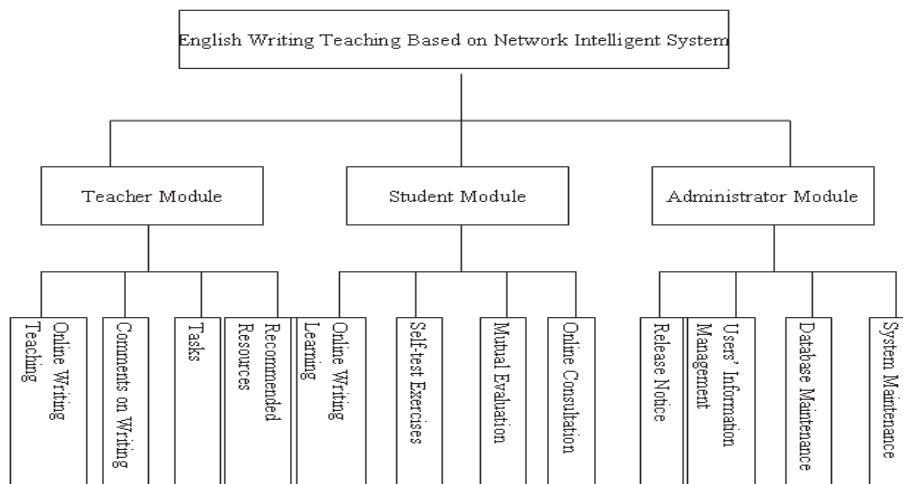 English Writing Teaching Based on Network Intelligent System
Teacher Module
Student Module
Administrator Module
Online Writing
Teaching
Comments on Writing
Tasks
Recommended
Resources
Online Writing
Learning
Self-test Exercises
Mutual Evaluation
Online Consultation
Release Notice
Users' Information
Management
Database Maintenance
System Maintenance